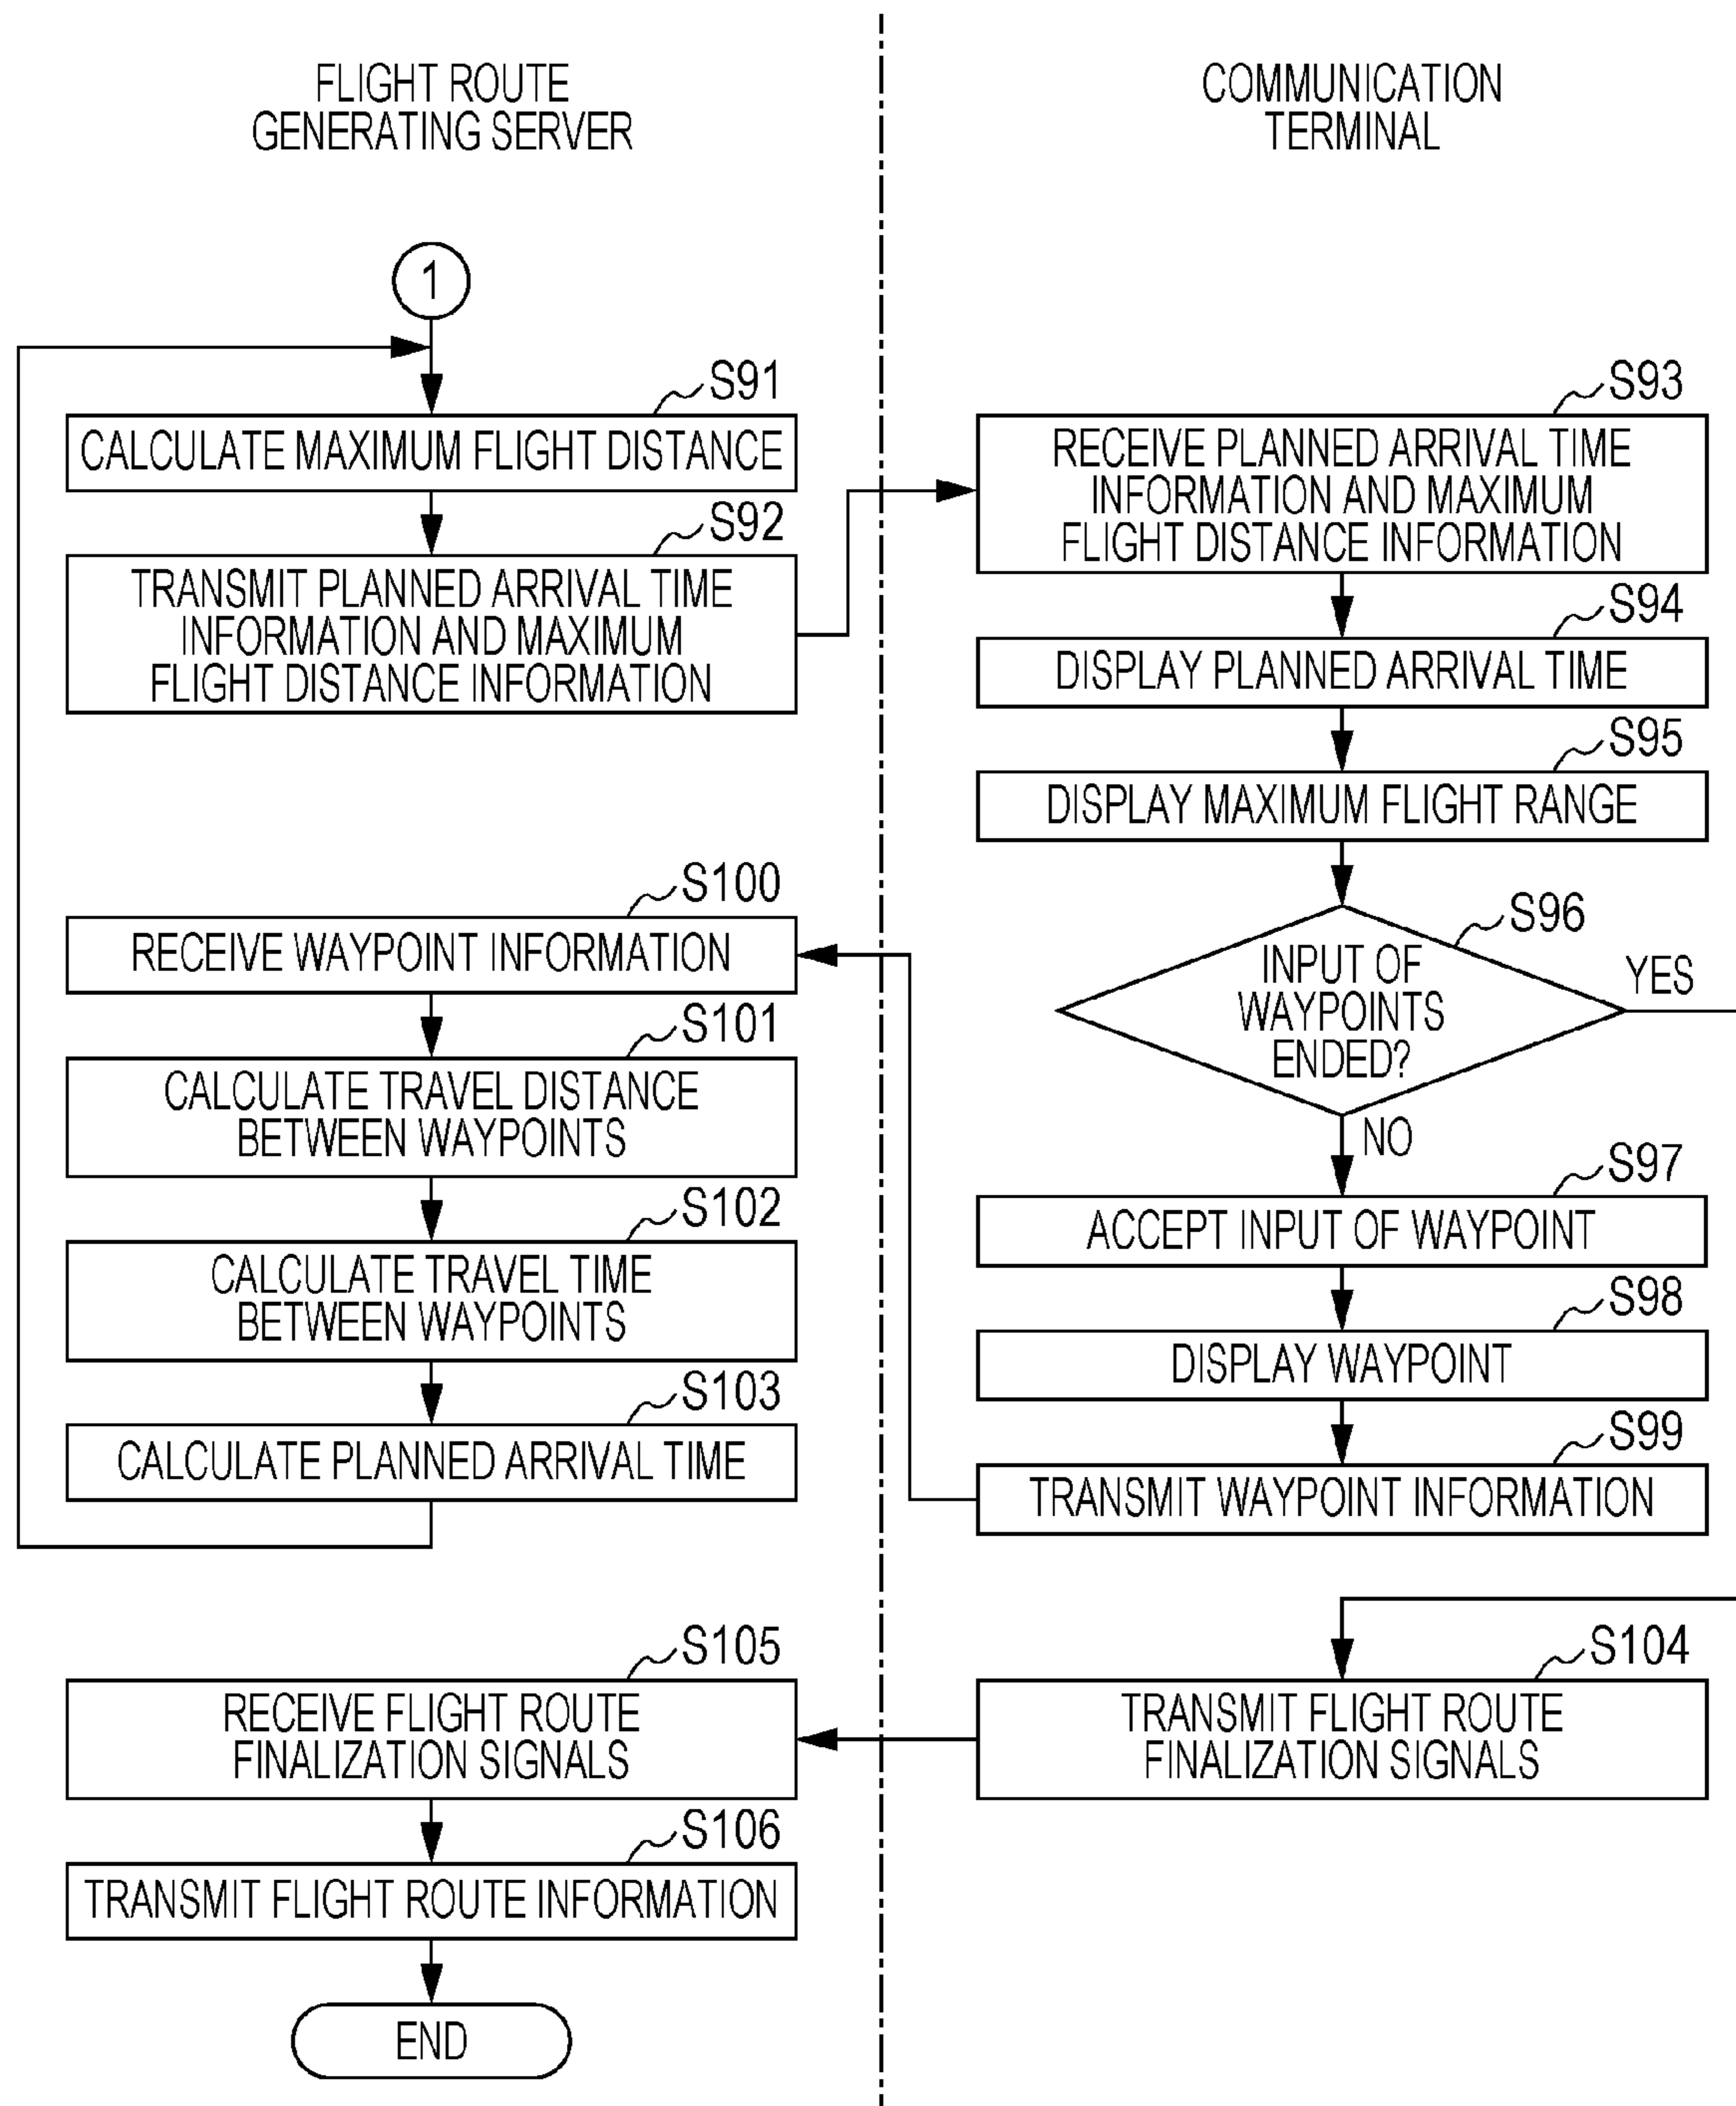 FLIGHT ROUTE
GENERATING SERVER
COMMUNICATION
TERMINAL
1
S91
CALCULATE MAXIMUM FLIGHT DISTANCE
S92
TRANSMIT PLANNED ARRIVAL TIME
INFORMATION AND MAXIMUM
FLIGHT DISTANCE INFORMATION
S93
RECEIVE PLANNED ARRIVAL TIME
INFORMATION AND MAXIMUM
FLIGHT DISTANCE INFORMATION
S94
DISPLAY PLANNED ARRIVAL TIME
S95
DISPLAY MAXIMUM FLIGHT RANGE
S96
INPUT OF
WAYPOINTS
ENDED?
YES
NO
S97
ACCEPT INPUT OF WAYPOINT
S98
DISPLAY WAYPOINT
S99
TRANSMIT WAYPOINT INFORMATION
S100
RECEIVE WAYPOINT INFORMATION
S101
CALCULATE TRAVEL DISTANCE
BETWEEN WAYPOINTS
S102
CALCULATE TRAVEL TIME
BETWEEN WAYPOINTS
S103
CALCULATE PLANNED ARRIVAL TIME
S104
TRANSMIT FLIGHT ROUTE
FINALIZATION SIGNALS
S105
RECEIVE FLIGHT ROUTE
FINALIZATION SIGNALS
S106
TRANSMIT FLIGHT ROUTE INFORMATION
END